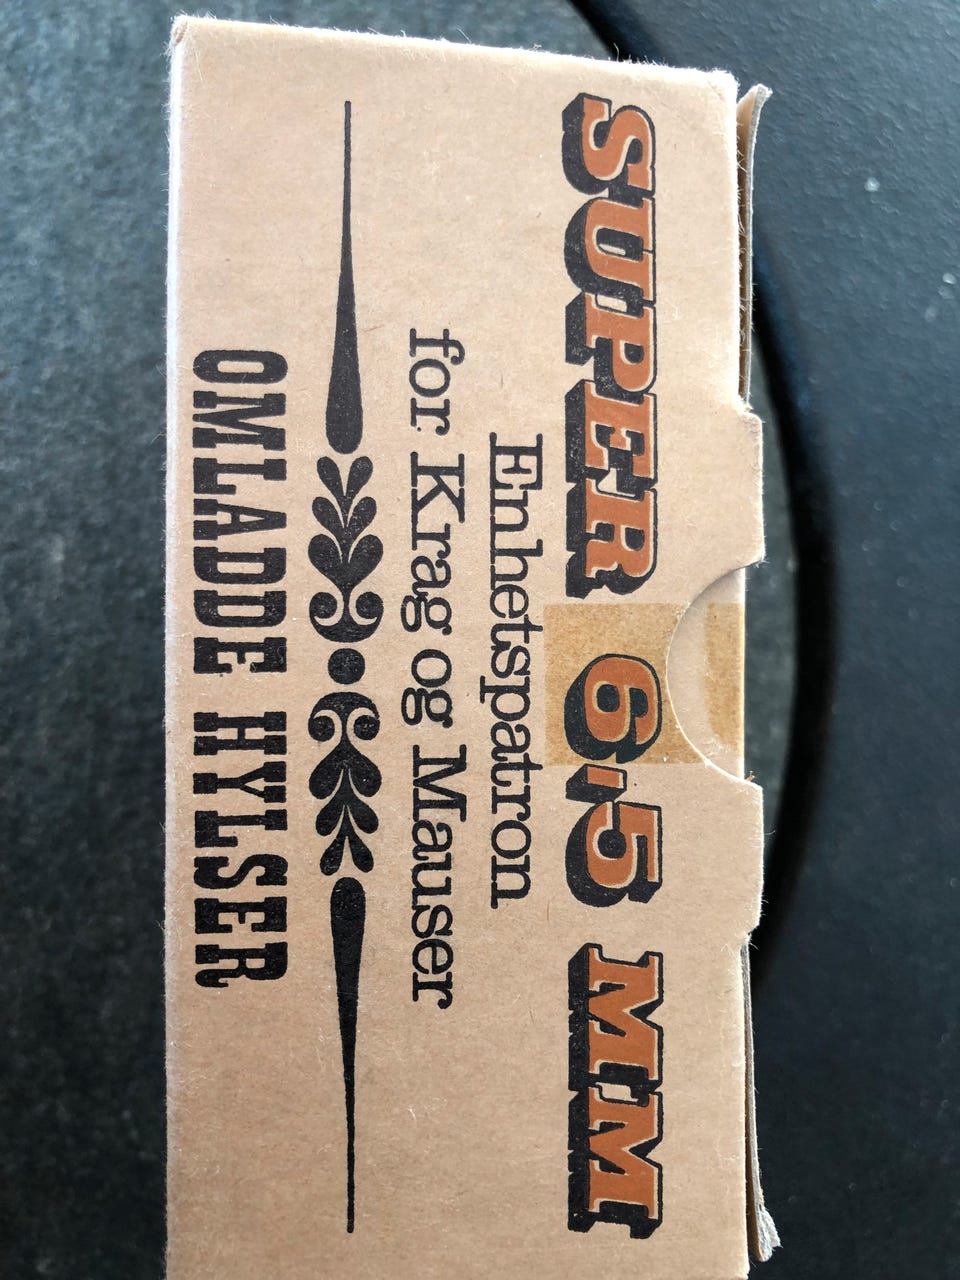 SUPER 6,5 MM
Enhetspatron
for Krag og Mauser
OMLADDE HYLSER